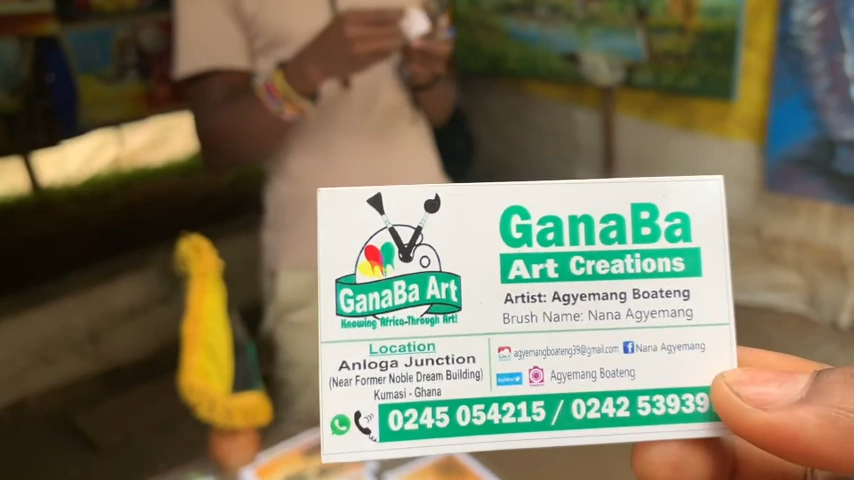 GanaBa Art
Knowing Africa-Through Art!
GanaBa
Art Creations
Artist: Agyemang Boateng
Brush Name: Nana Agyemang
Location
Anloga Junction
(Near Former Noble Dream Building)
Kumasi - Ghana
agyemangboateng39@gmail.com Nana Agyemang
Agyemang Boateng
0245 054215 / 0242 53939